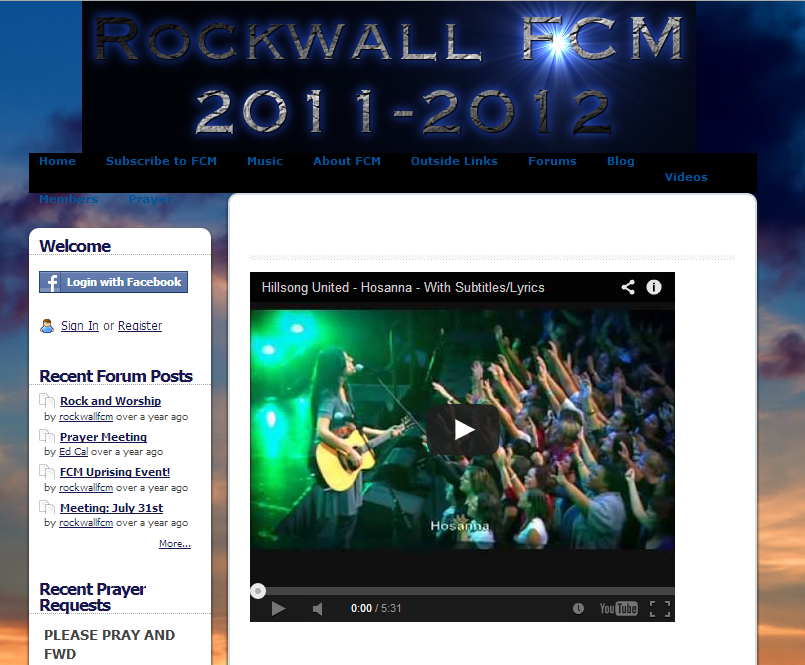 Rockwall FCM
2011-2012
Home Subscribe to FCM Music About FCM Outside Links Forums Blog
Videos
Members Prayer
Welcome
f Login with Facebook
Sign In or Register
Recent Forum Posts
Rock and Worship
by rockwallfcm over a year ago
Prayer Meeting
by Ed Cal over a year ago
FCM Uprising Event!
by rockwallfcm over a year ago
Meeting: July 31st
by rockwallfcm over a year ago
More...
Recent Prayer
Requests
PLEASE PRAY AND
FWD
Hillsong United - Hosanna - With Subtitles/Lyrics
Hosanna
0:00 / 5:31
YouTube